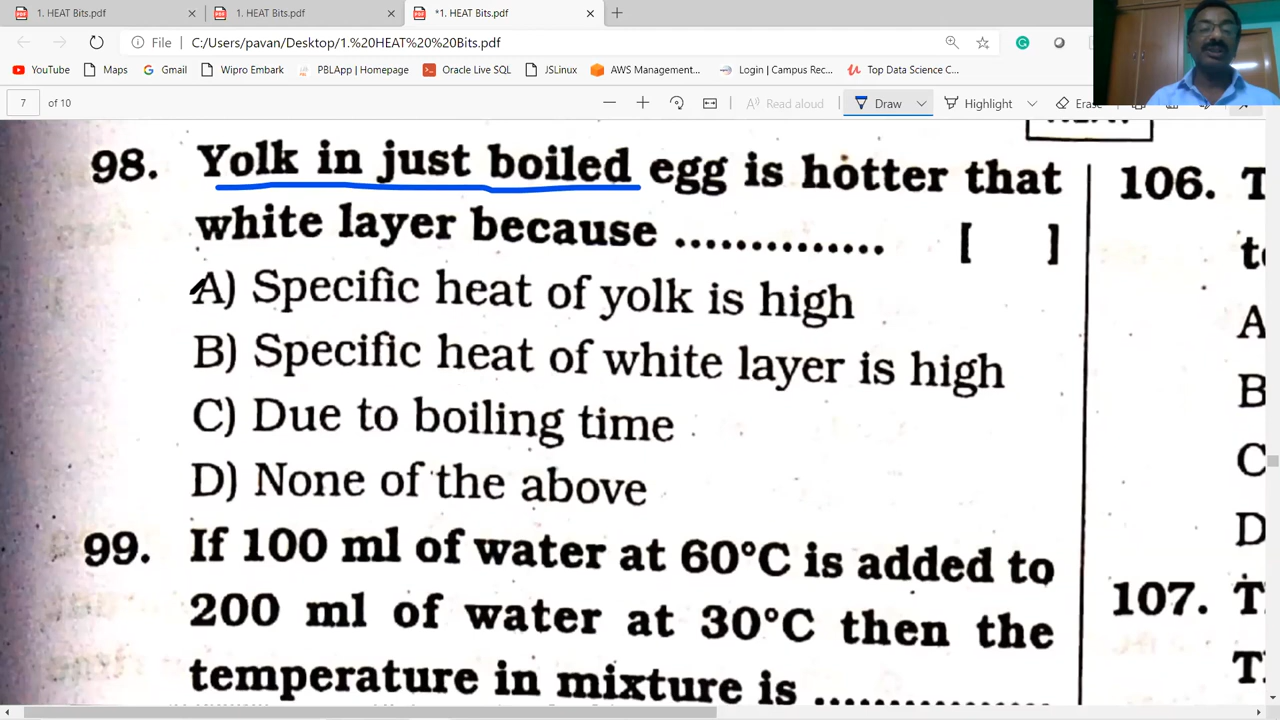 1. HEAT Bits.pdf
1. HEAT Bits.pdf
*1. HEAT Bits.pdf
File
C:/Users/pavan/Desktop/1.%20HEAT%20%20Bits.pdf
YouTube
Maps
Gmail
Wipro Embark
PBLApp | Homepage
Oracle Live SQL
JSLinux
AWS Management...
Login | Campus Rec...
Top Data Science C...
7 of 10
Read aloud
Draw
Highlight
98. Yolk in just boiled egg is hotter that
white layer because .............. [ ]
A) Specific heat of yolk is high
B) Specific heat of white layer is high
C) Due to boiling time
D) None of the above
99. If 100 ml of water at 60°C is added to
200 ml of water at 30°C then the
temperature in mixture is ................
106. T
A
B
C
D
107. T